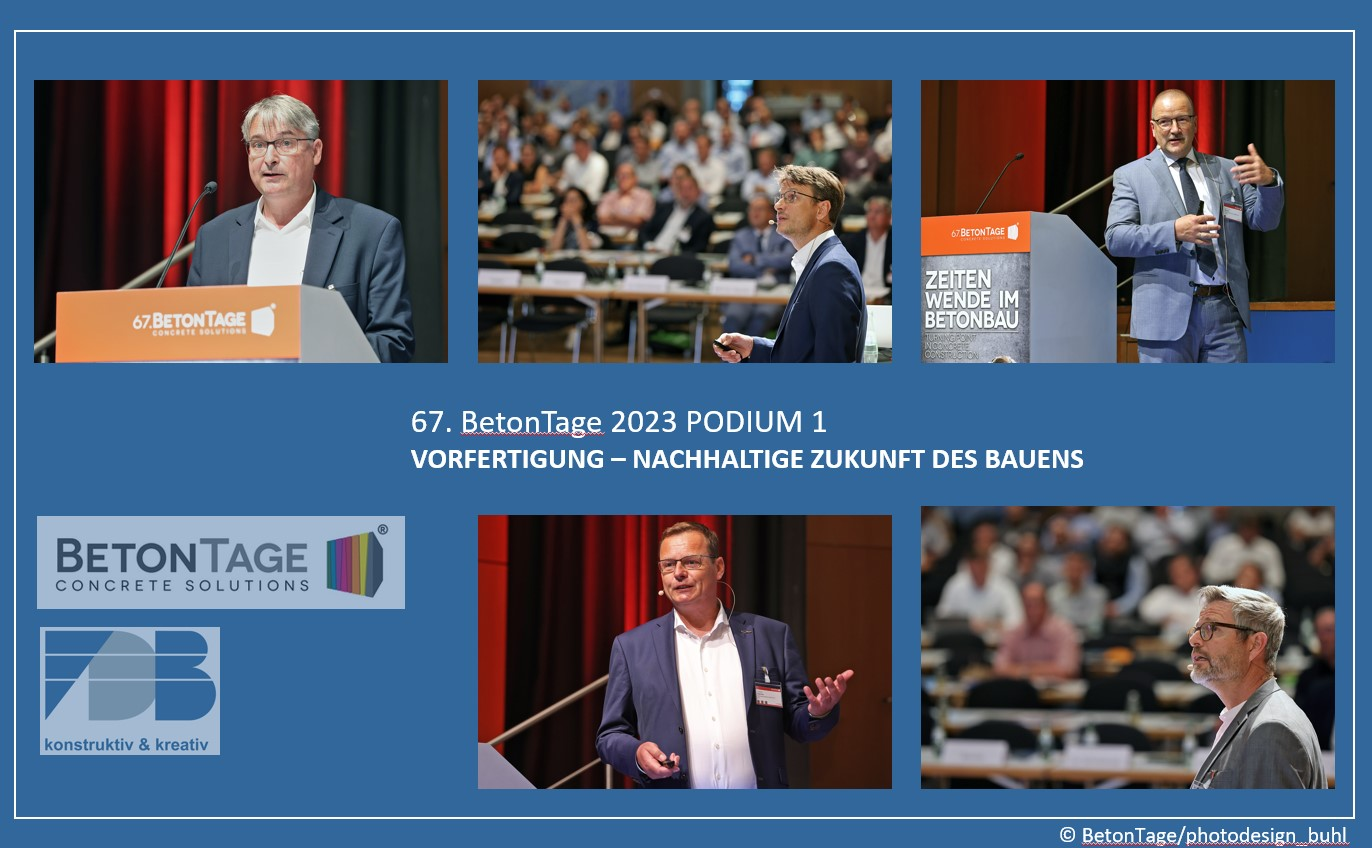 67. BETONTAGE
CONCRETE SOLUTIONS
67. BETONTAGE
CONCRETE SOLUTIONS
ZEITEN
WENDE IM
BETONBAU
TURNING POINT
IN CONCRETE
CONSTRUCTION
67. BetonTage 2023 PODIUM 1
VORFERTIGUNG – NACHHALTIGE ZUKUNFT DES BAUENS
BETONTAGE ®
CONCRETE SOLUTIONS
FDB
konstruktiv & kreativ
© BetonTage/photodesign_buhl